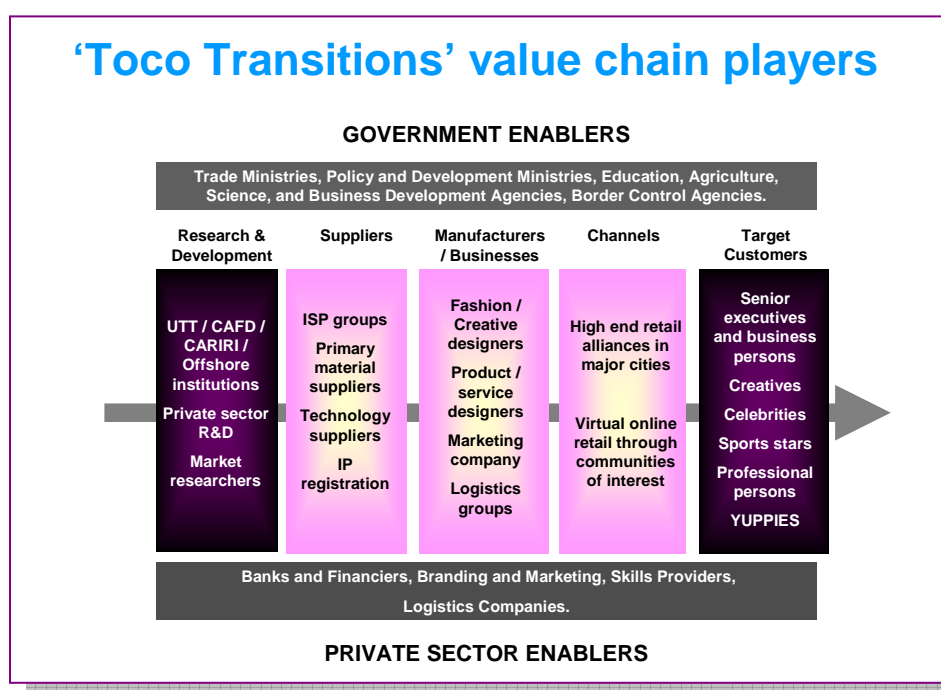 ‘Toco Transitions’ value chain players
GOVERNMENT ENABLERS
Trade Ministries, Policy and Development Ministries, Education, Agriculture,
Science, and Business Development Agencies, Border Control Agencies.
Research &
Development
Suppliers
Manufacturers
/ Businesses
Channels
Target
Customers
UTT / CAFD /
CARIRI /
Offshore
institutions
Private sector
R&D
Market
researchers
ISP groups
Primary
material
suppliers
Technology
suppliers
IP
registration
Fashion /
Creative
designers
Product /
service
designers
Marketing
company
Logistics
groups
High end retail
alliances in
major cities
Virtual online
retail through
communities
of interest
Senior
executives
and business
persons
Creatives
Celebrities
Sports stars
Professional
persons
YUPPIES
Banks and Financiers, Branding and Marketing, Skills Providers,
Logistics Companies.
PRIVATE SECTOR ENABLERS